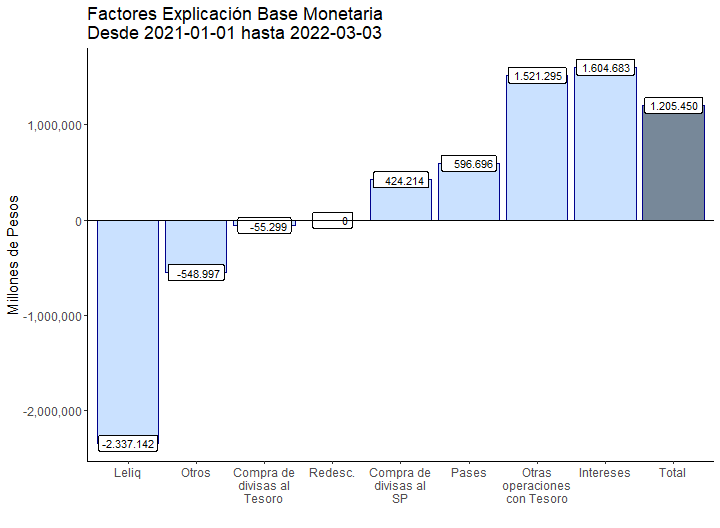 Factores Explicación Base Monetaria
Desde 2021-01-01 hasta 2022-03-03
Millones de Pesos
1,000,000
0
-1,000,000
-2,000,000
-2.337.142
-548.997
-55.299
0
424.214
596.696
1.521.295
1.604.683
1.205.450
Leliq
Otros
Compra de
divisas al
Tesoro
Redesc.
Compra de
divisas al
SP
Pases
Otras
operaciones
con Tesoro
Intereses
Total